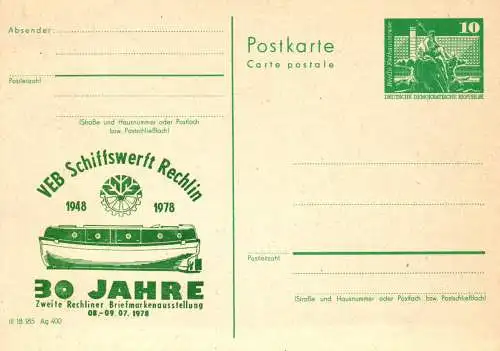 Absender
Postleitzahl
(Straße und Hausnummer oder Postfach
bzw. Postschließfach)
VEB Schiffswerft Rechlin
1948 1978
30 JAHRE
Zweite Rechliner Briefmarkenausstellung
08.-09. 07. 1978
III 18 185 Ag 400
Postkarte
Carte postale
10
DEUTSCHE DEMOKRATISCHE REPUBLIK
Postleitzahl
(Straße und Hausnummer oder Postfach bzw. Postschließfach)